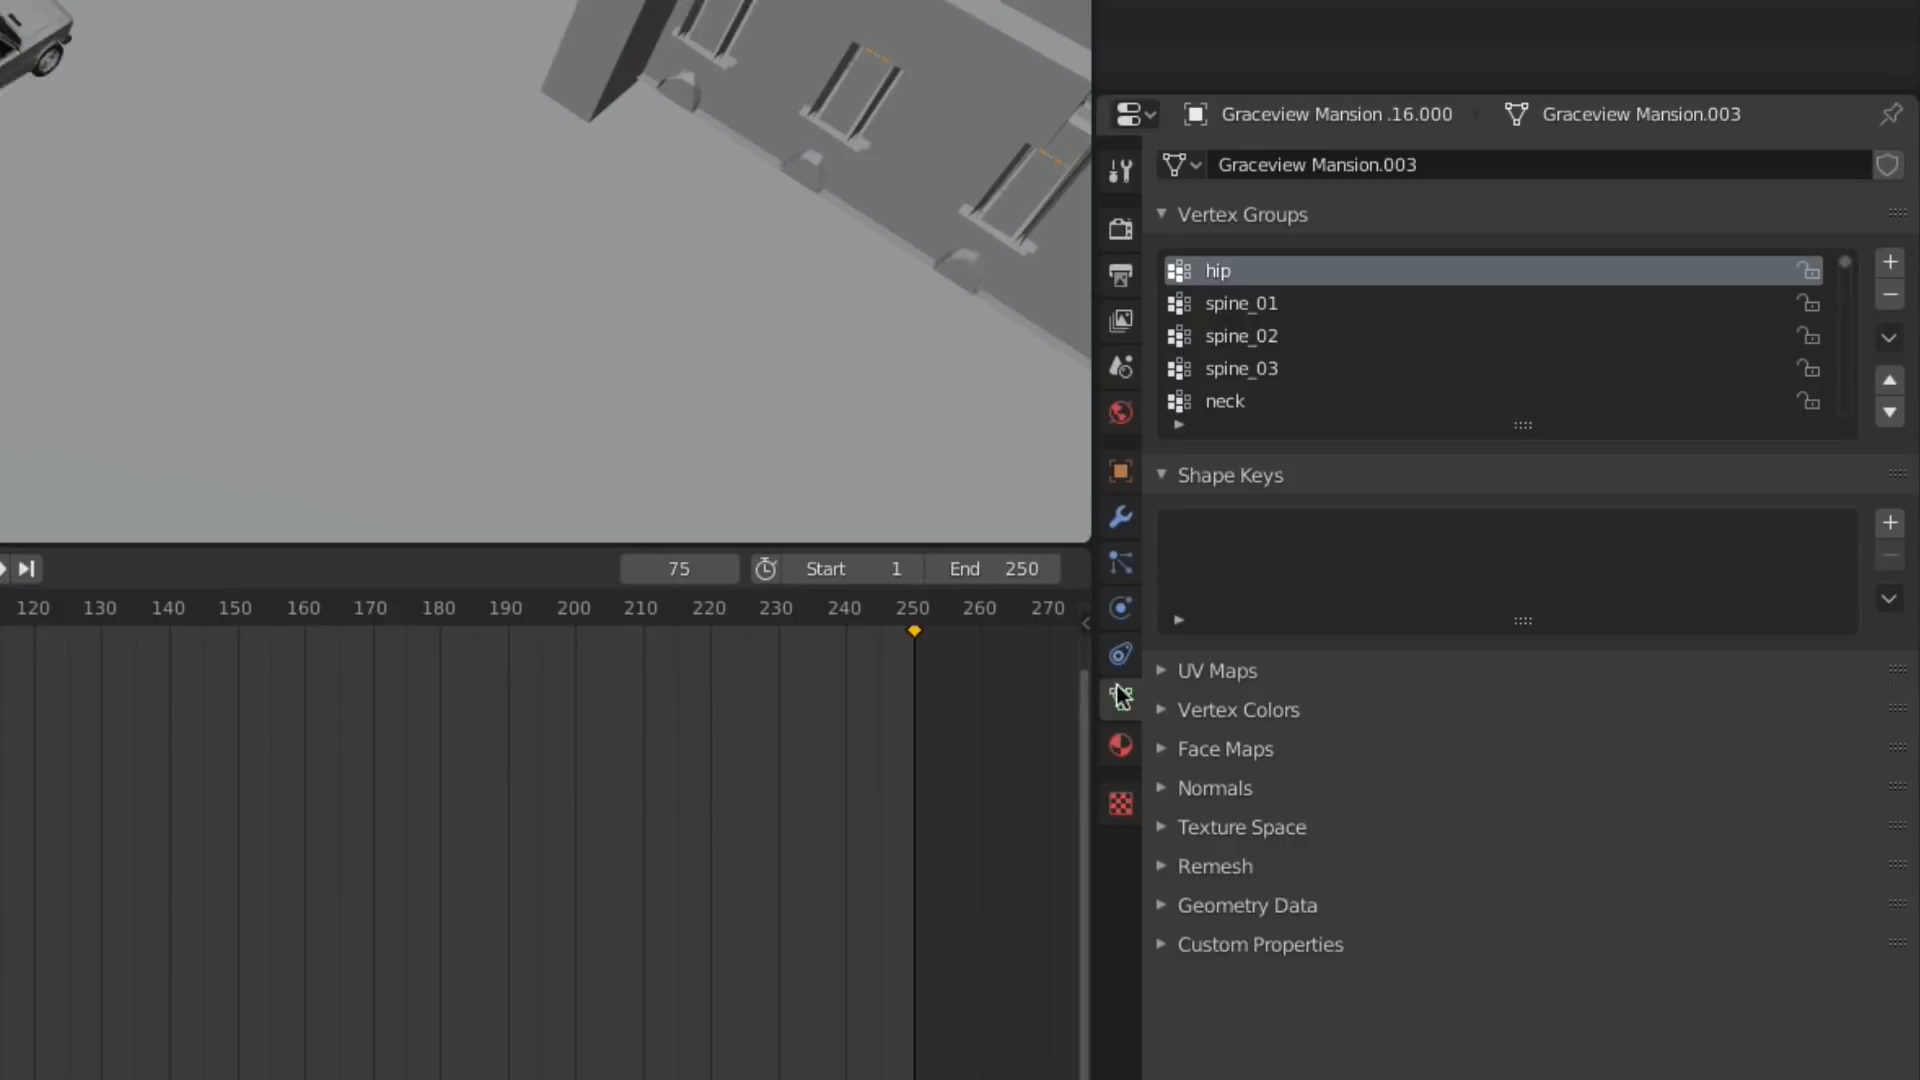 Graceview Mansion .16.000 Graceview Mansion.003
Graceview Mansion.003
Vertex Groups
hip
spine_01
spine_02
spine_03
neck
Shape Keys
75 Start 1 End 250
120 130 140 150 160 170 180 190 200 210 220 230 240 250 260 270
UV Maps
Vertex Colors
Face Maps
Normals
Texture Space
Remesh
Geometry Data
Custom Properties